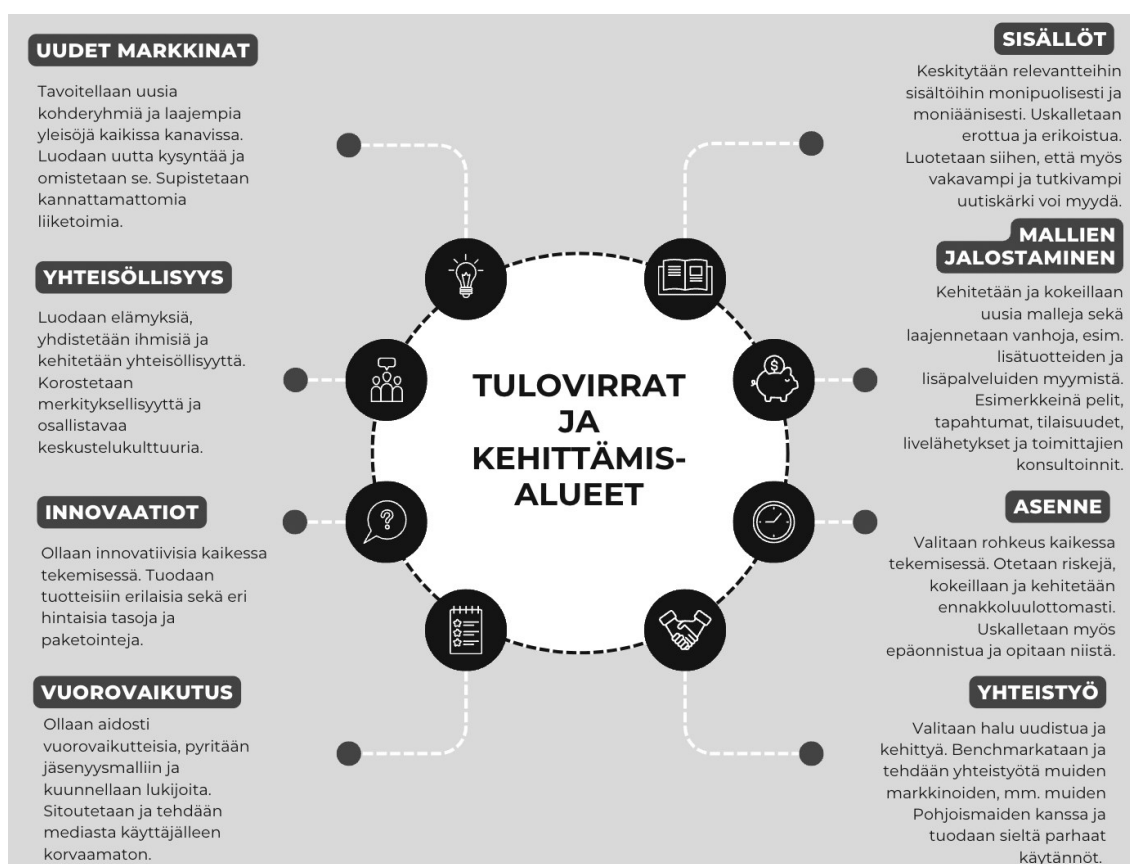 UUDET MARKKINAT
Tavoitellaan uusia
kohderyhmiä ja laajempia
yleisöjä kaikissa kanavissa.
Luodaan uutta kysyntää ja
omistetaan se. Supistetaan
kannattamattomia
liiketoimia.
YHTEISÖLLISYYS
Luodaan elämyksiä,
yhdistetään ihmisiä ja
kehitetään yhteisöllisyyttä.
Korostetaan
merkityksellisyyttä ja
osallistavaa
keskustelukulttuuria.
INNOVAATIOT
Ollaan innovatiivisia kaikessa
tekemisessä. Tuodaan
tuotteisiin erilaisia sekä eri
hintaisia tasoja ja
paketointeja.
VUOROVAIKUTUS
Ollaan aidosti
vuorovaikutteisia, pyritään
jäsenyysmalliin ja
kuunnellaan lukijoita.
Sitoutetaan ja tehdään
mediasta käyttäjälleen
korvaamaton.
TULOVIRRAT
JA
KEHITTÄMIS-
ALUEET
SISÄLLÖT
Keskitytään relevantteihin
sisältöihin monipuolisesti ja
moniäänisesti. Uskalletaan
erottua ja erikoistua.
Luotetaan siihen, että myös
vakavampi ja tutkivampi
uutiskärki voi myydä.
MALLIEN
JALOSTAMINEN
Kehitetään ja kokeillaan
uusia malleja sekä
laajennetaan vanhoja, esim.
lisätuotteiden ja
lisäpalveluiden myymistä.
Esimerkkeinä pelit,
tapahtumat, tilaisuudet,
livelähetykset ja toimittajien
konsultoinnit.
ASENNE
Valitaan rohkeus kaikessa
tekemisessä. Otetaan riskejä,
kokeillaan ja kehitetään
ennakkoluulottomasti.
Uskalletaan myös
epäonnistua ja opitaan niistä.
YHTEISTYÖ
Valitaan halu uudistua ja
kehittyä. Benchmarkataan ja
tehdään yhteistyötä muiden
markkinoiden, mm. muiden
Pohjoismaiden kanssa ja
tuodaan sieltä parhaat
käytännöt.